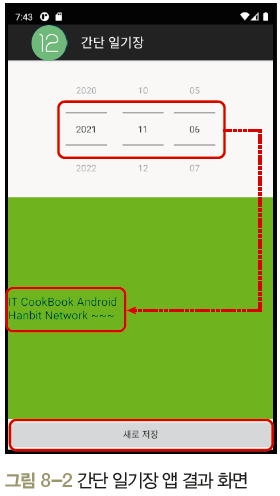 7:43
12 간단 일기장
2020 10 05
2021 11 06
2022 12 07
IT CookBook Android
Hanbit Network ~~~
새로 저장
그림 8-2 간단 일기장 앱 결과 화면